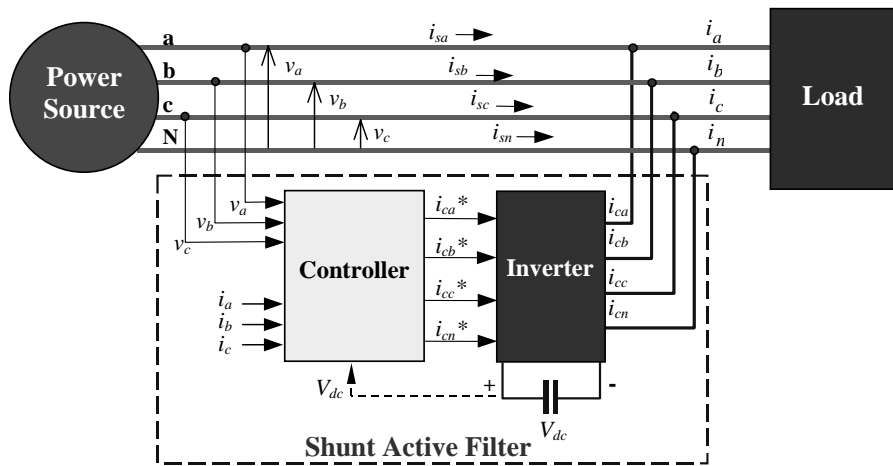 Power
Source
a
b
c
N
v_a
v_b
v_c
i_sa
i_sb
i_sc
i_sn
i_a
i_b
i_c
i_n
Load
v_a
v_b
v_c
i_a
i_b
i_c
Controller
i_ca*
i_cb*
i_cc*
i_cn*
Inverter
i_ca
i_cb
i_cc
i_cn
V_dc
+
-
V_dc
Shunt Active Filter